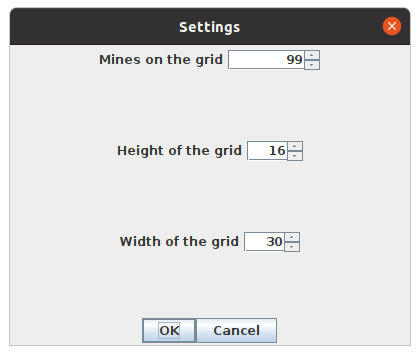 Settings
Mines on the grid 99
Height of the grid 16
Width of the grid 30
OK Cancel